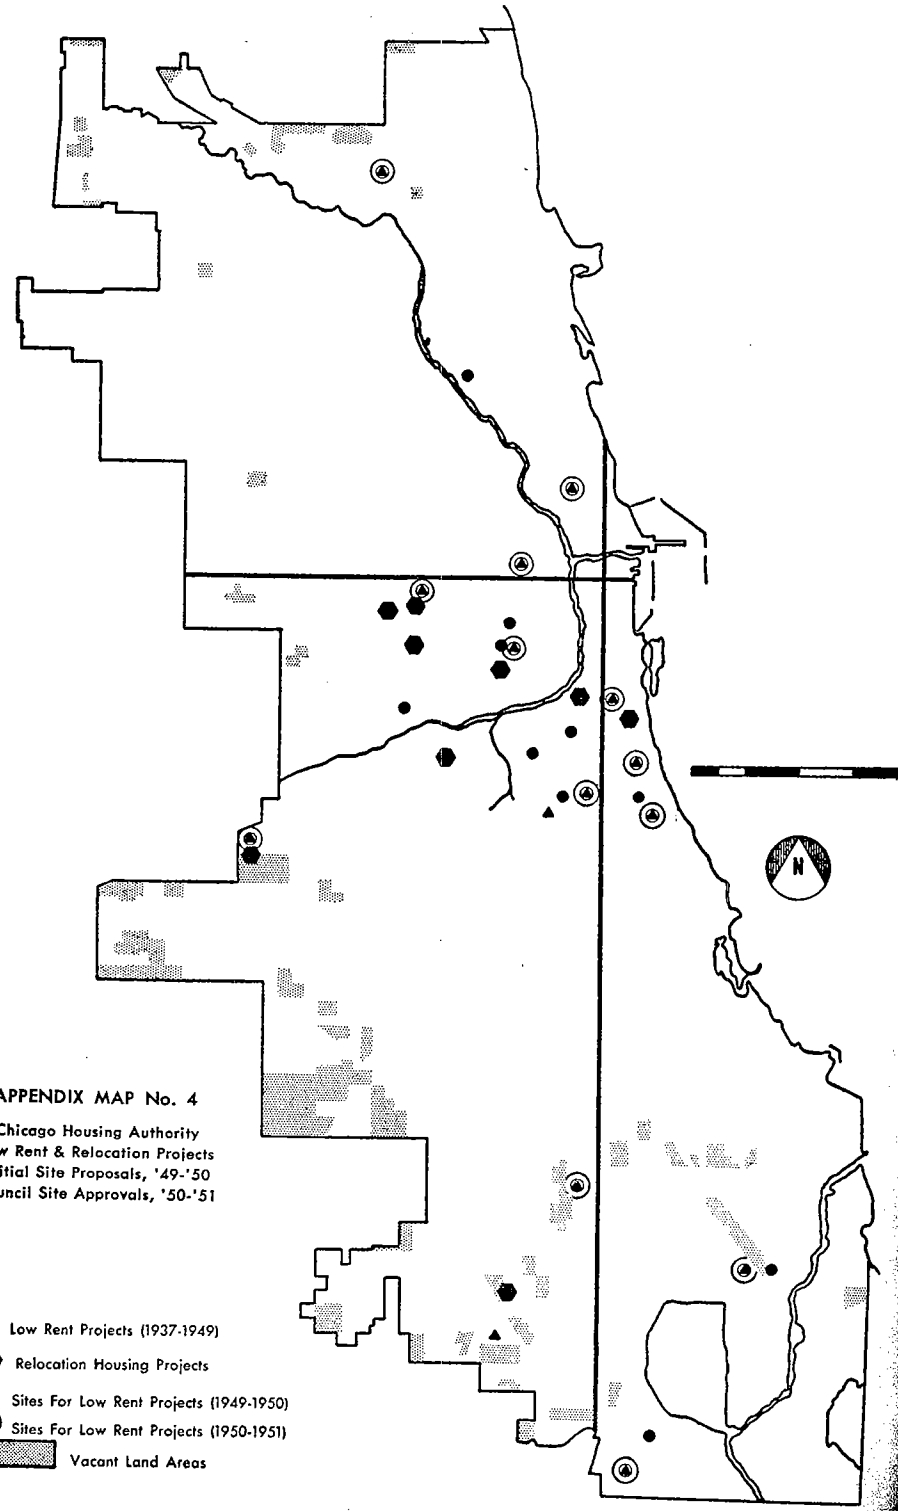 N
APPENDIX MAP No. 4
Chicago Housing Authority
w Rent & Relocation Projects
itial Site Proposals, '49-'50
uncil Site Approvals, '50-'51
Low Rent Projects (1937-1949)
Relocation Housing Projects
Sites For Low Rent Projects (1949-1950)
Sites For Low Rent Projects (1950-1951)
Vacant Land Areas